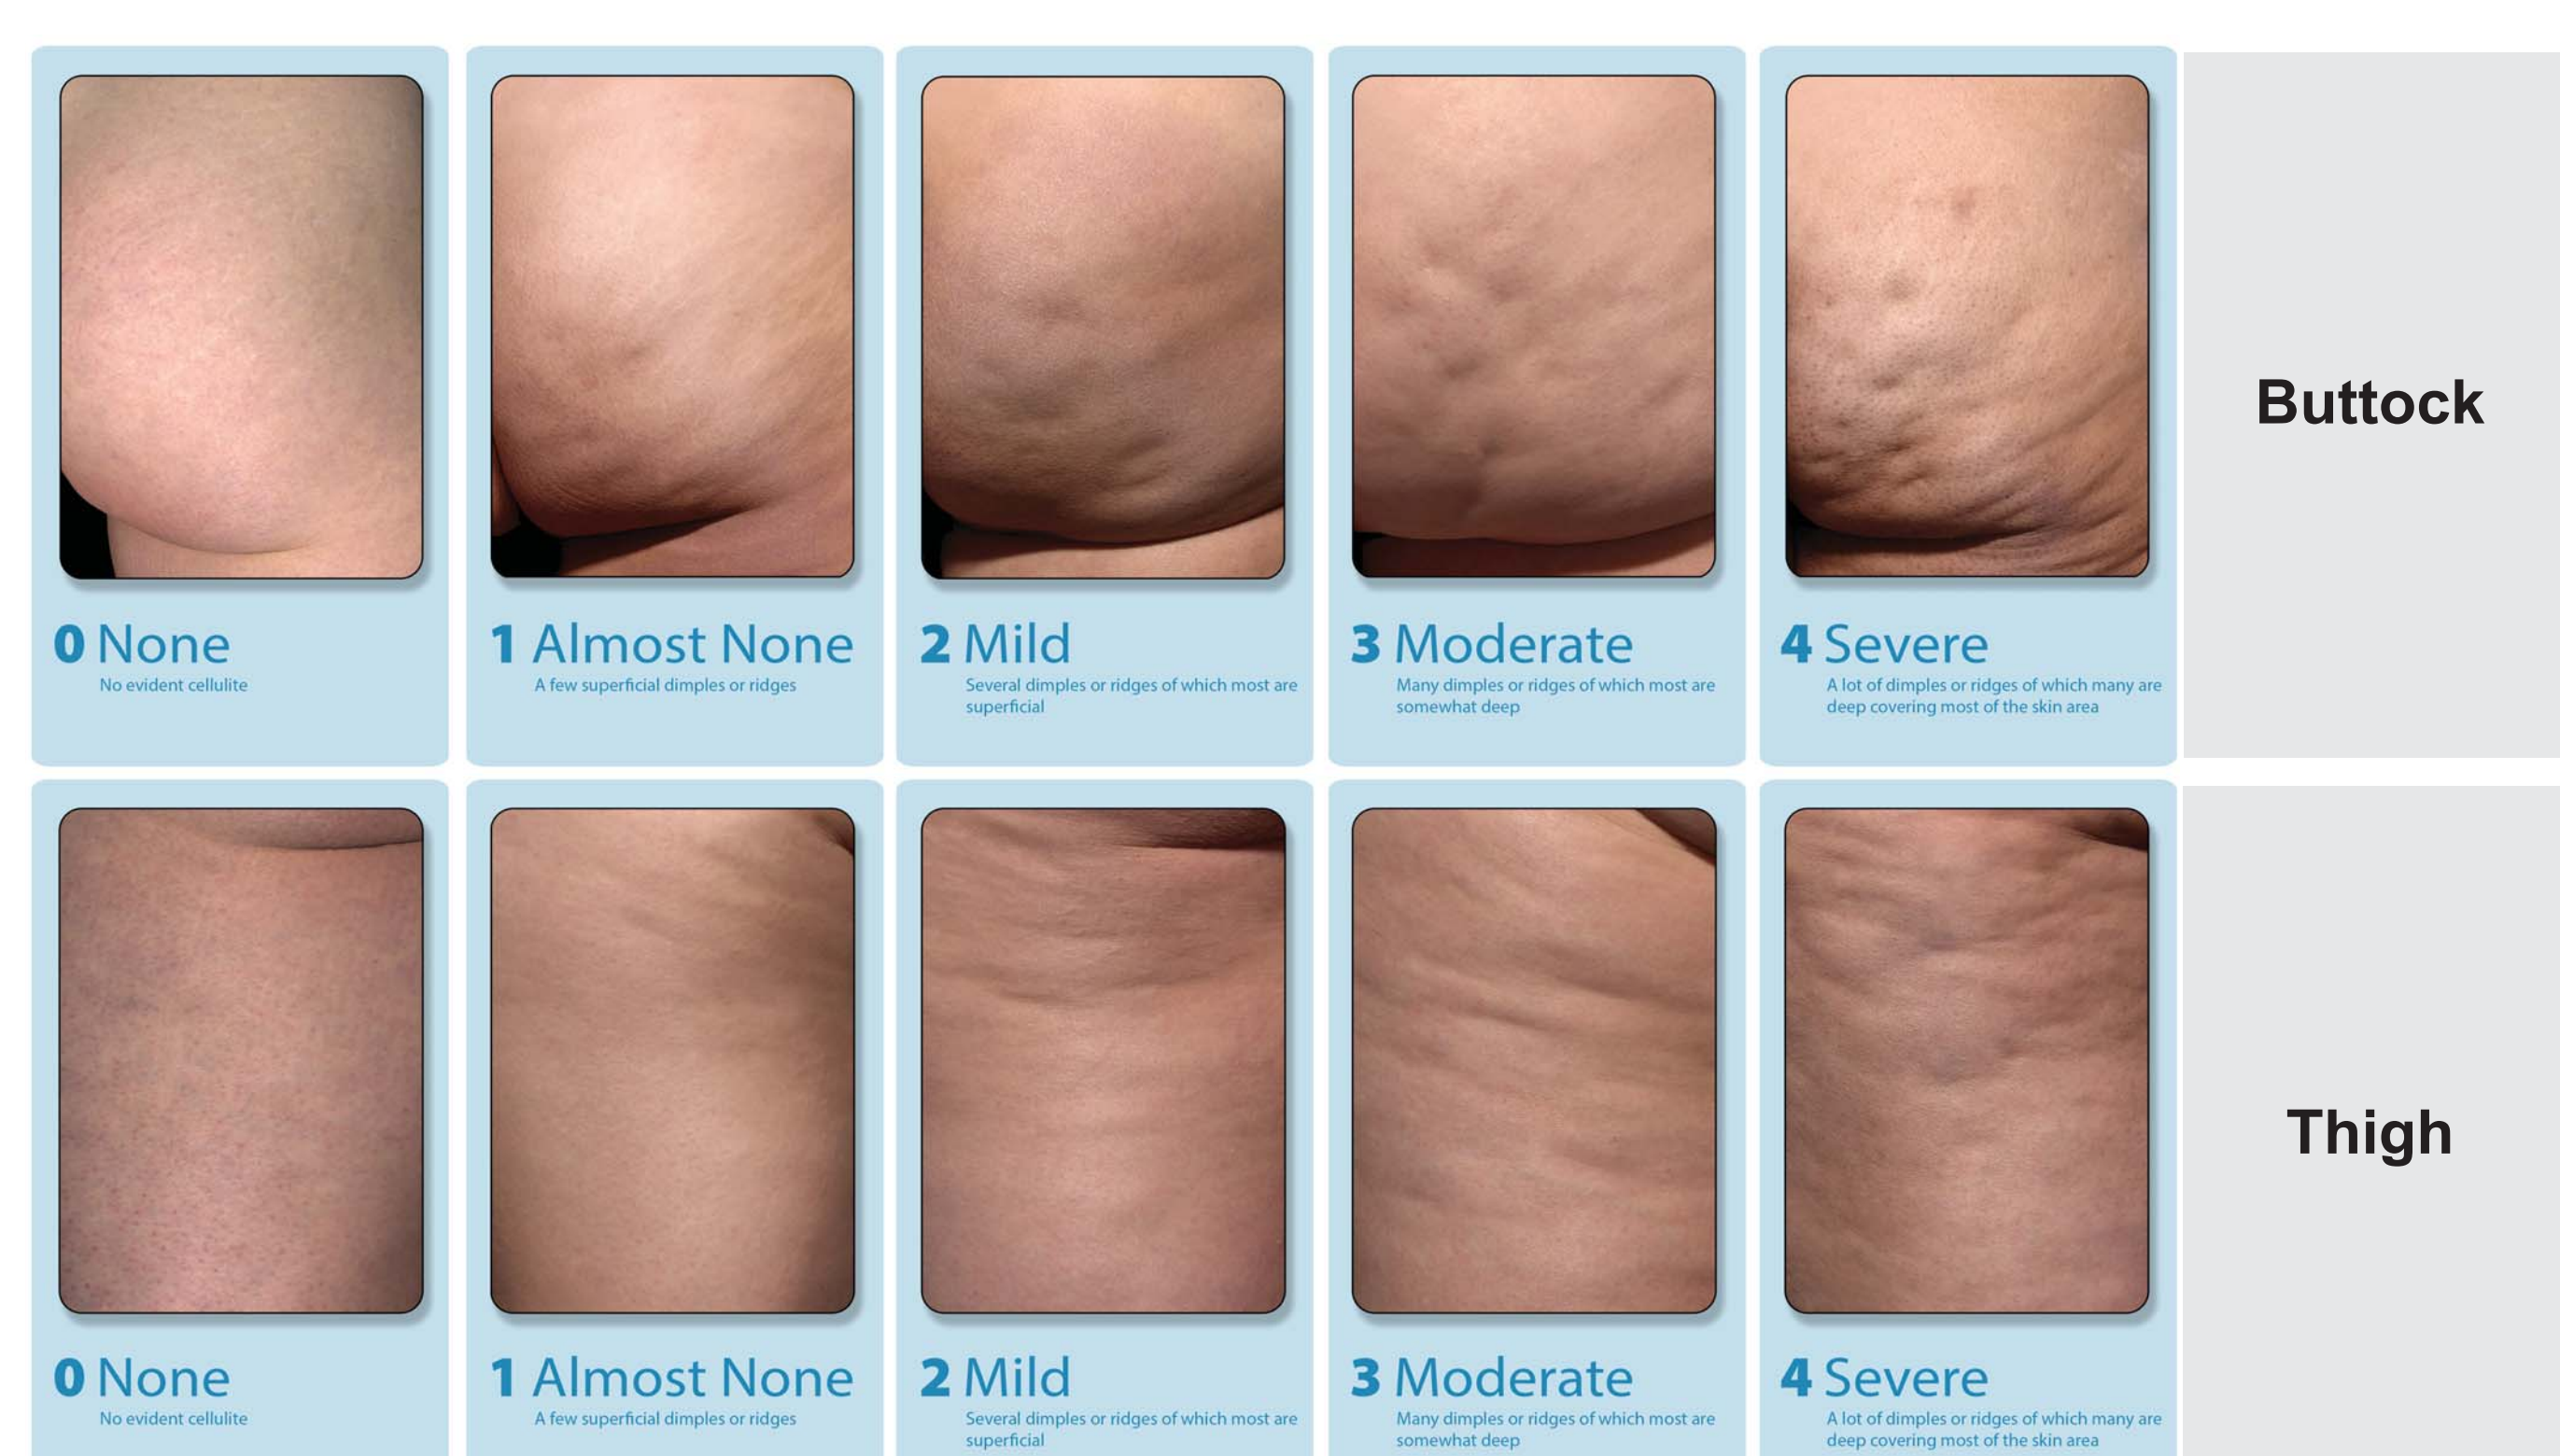 0 None
No evident cellulite
1 Almost None
A few superficial dimples or ridges
2 Mild
Several dimples or ridges of which most are
superficial
3 Moderate
Many dimples or ridges of which most are
somewhat deep
4 Severe
A lot of dimples or ridges of which many are
deep covering most of the skin area
Buttock
0 None
No evident cellulite
1 Almost None
A few superficial dimples or ridges
2 Mild
Several dimples or ridges of which most are
superficial
3 Moderate
Many dimples or ridges of which most are
somewhat deep
4 Severe
A lot of dimples or ridges of which many are
deep covering most of the skin area
Thigh